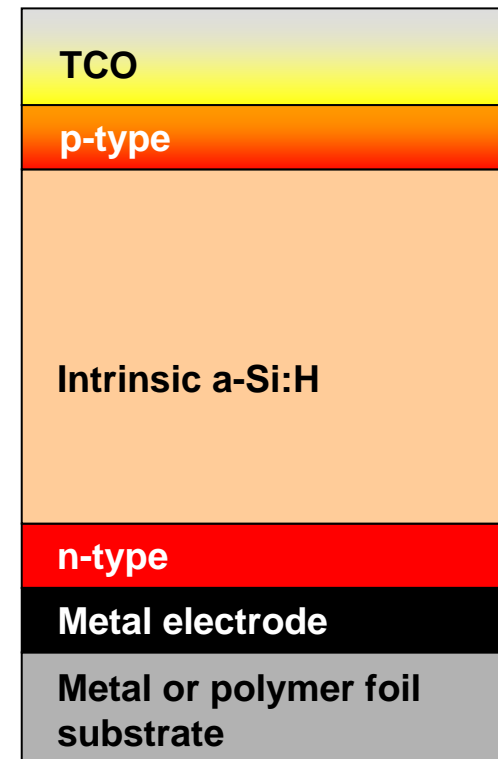 TCO
p-type
Intrinsic a-Si:H
n-type
Metal electrode
Metal or polymer foil
substrate